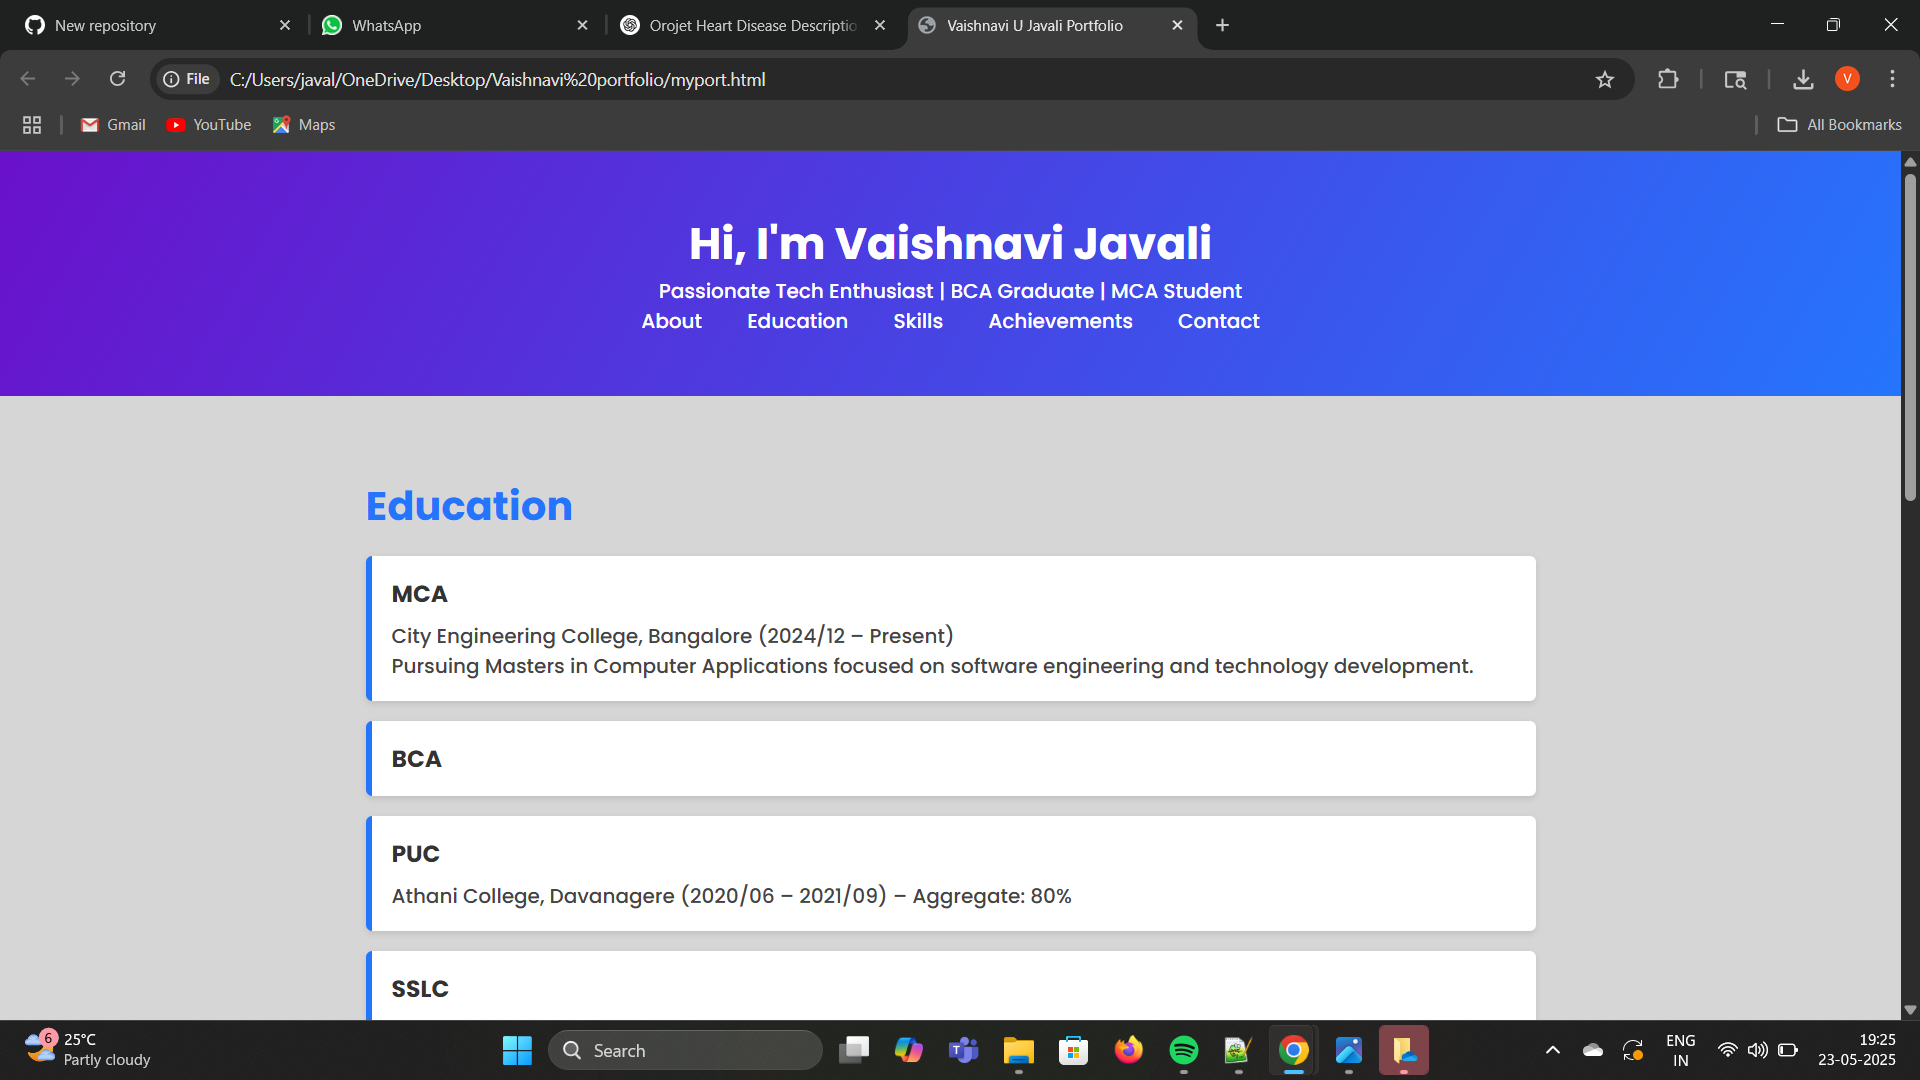 New repository
WhatsApp
Orojet Heart Disease Descriptio
Vaishnavi U Javali Portfolio
File
C:/Users/javal/OneDrive/Desktop/Vaishnavi%20portfolio/myport.html
V
Gmail
YouTube
Maps
All Bookmarks
Hi, I'm Vaishnavi Javali
Passionate Tech Enthusiast | BCA Graduate | MCA Student
About Education Skills Achievements Contact
Education
MCA
City Engineering College, Bangalore (2024/12 – Present)
Pursuing Masters in Computer Applications focused on software engineering and technology development.
BCA
PUC
Athani College, Davanagere (2020/06 – 2021/09) – Aggregate: 80%
SSLC
6
25°C
Partly cloudy
Search
ENG
IN
19:25
23-05-2025